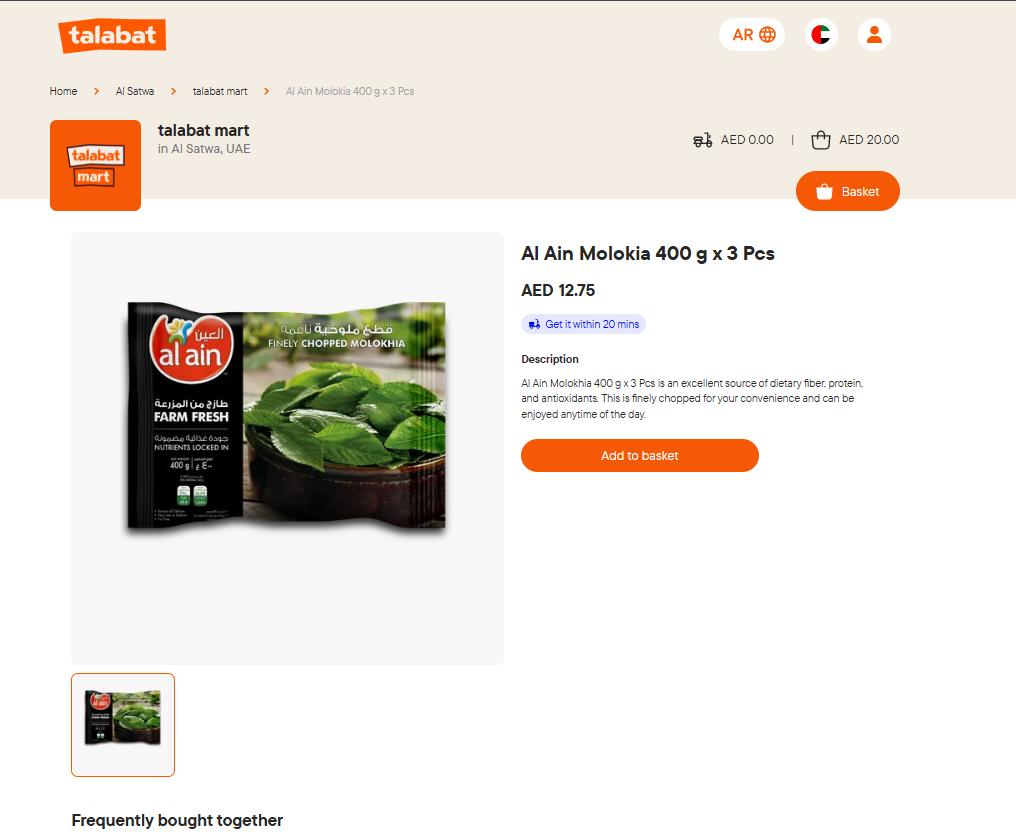 talabat
AR
Home
Al Satwa
talabat mart
Al Ain Molokia 400 g x 3 Pcs
talabat
mart
talabat mart
in Al Satwa, UAE
AED 0.00
|
AED 20.00
Basket
العين
al ain
قطع ملوخية ناعمة
FINELY CHOPPED MOLOKHIA
طازج من المزرعة
FARM FRESH
جودة غذائية مضمونة
NUTRIENTS LOCKED IN
400 g | ٤٠٠ غ
Al Ain Molokia 400 g x 3 Pcs
AED 12.75
Get it within 20 mins
Description
Al Ain Molokhia 400 g x 3 Pcs is an excellent source of dietary fiber, protein,
and antioxidants. This is finely chopped for your convenience and can be
enjoyed anytime of the day.
Add to basket
al ain
Frequently bought together